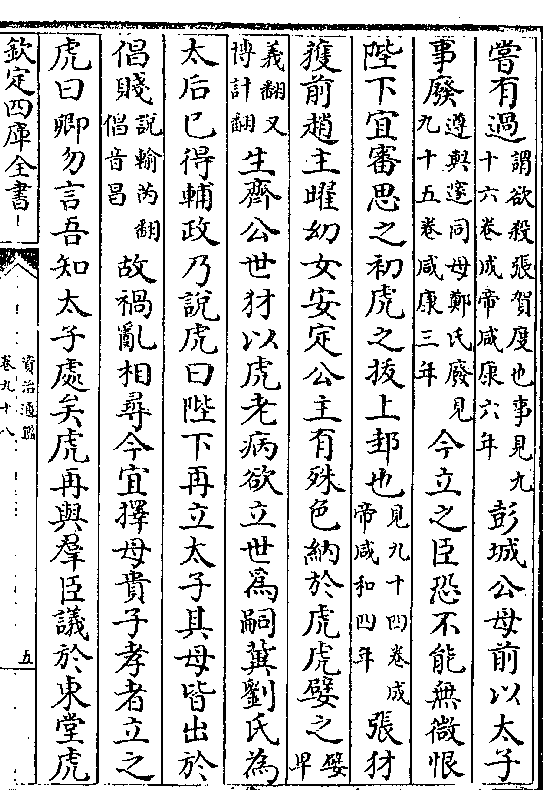 嘗有過謂欲殺張賀度也事見九十六卷成帝咸康六年彭城公母前以太子
事廢遵與邃同母鄭氏廢見九十五卷咸康三年今立之臣恐不能無微恨
陛下宜審思之初虎之拔上邽也見九十四卷成帝咸和四年張豺
獲前趙主曜幼女安定公主有殊色納於虎虎嬖之嬖卑
義翻又博計翻生齊公世豺以虎老病欲立世為嗣冀劉氏為
太后已得輔政乃說虎曰陛下再立太子其母皆出於
倡賤說輸芮翻倡音昌故禍亂相尋今宜擇母貴子孝者立之
虎曰卿勿言吾知太子處矣虎再與羣臣議於東堂虎
欽定四庫全書
資治通鑑
卷九十八
五